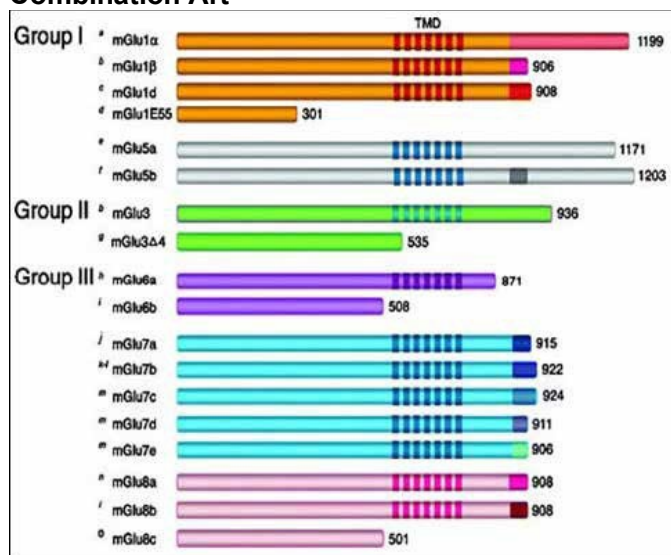 Combination Art
TMD
Group I a mGlu1α 1199
b mGlu1β 906
c mGlu1d 908
d mGlu1E55 301
e mGlu5a 1171
f mGlu5b 1203
Group II b mGlu3 936
g mGlu3Δ4 535
Group III h mGlu6a 871
i mGlu6b 508
j mGlu7a 915
k-l mGlu7b 922
m mGlu7c 924
m mGlu7d 911
m mGlu7e 906
n mGlu8a 908
i mGlu8b 908
o mGlu8c 501